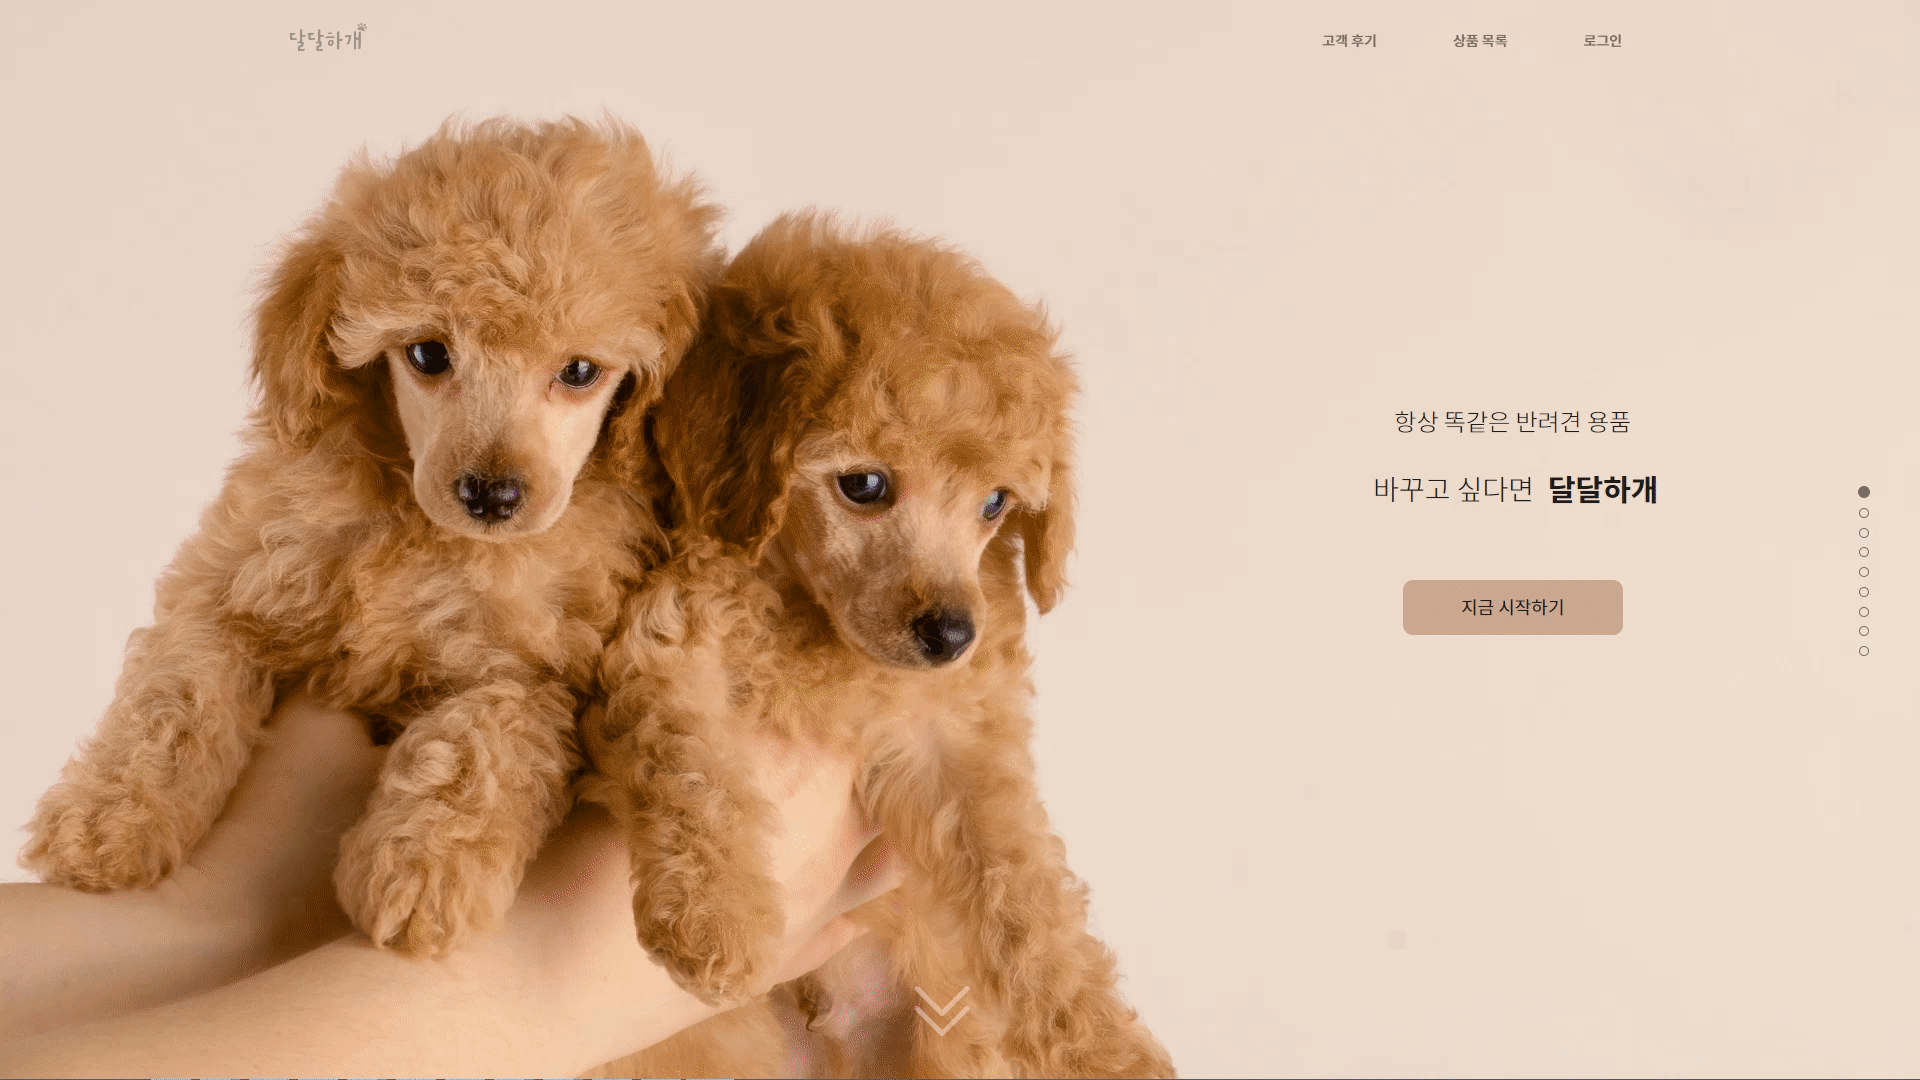 달달하개
고객 후기
상품 목록
로그인
항상 똑같은 반려견 용품
바꾸고 싶다면 달달하개
지금 시작하기